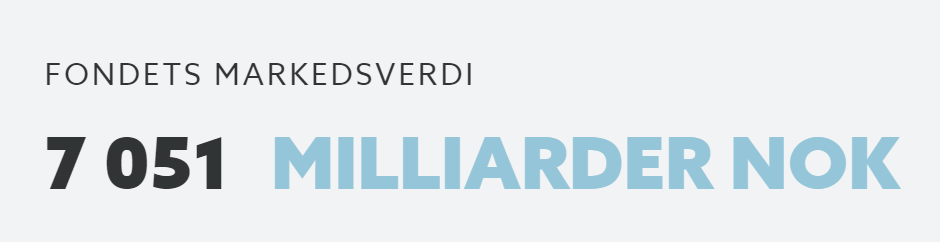 FONDETS MARKEDSVERDI
7 051 MILLIARDER NOK